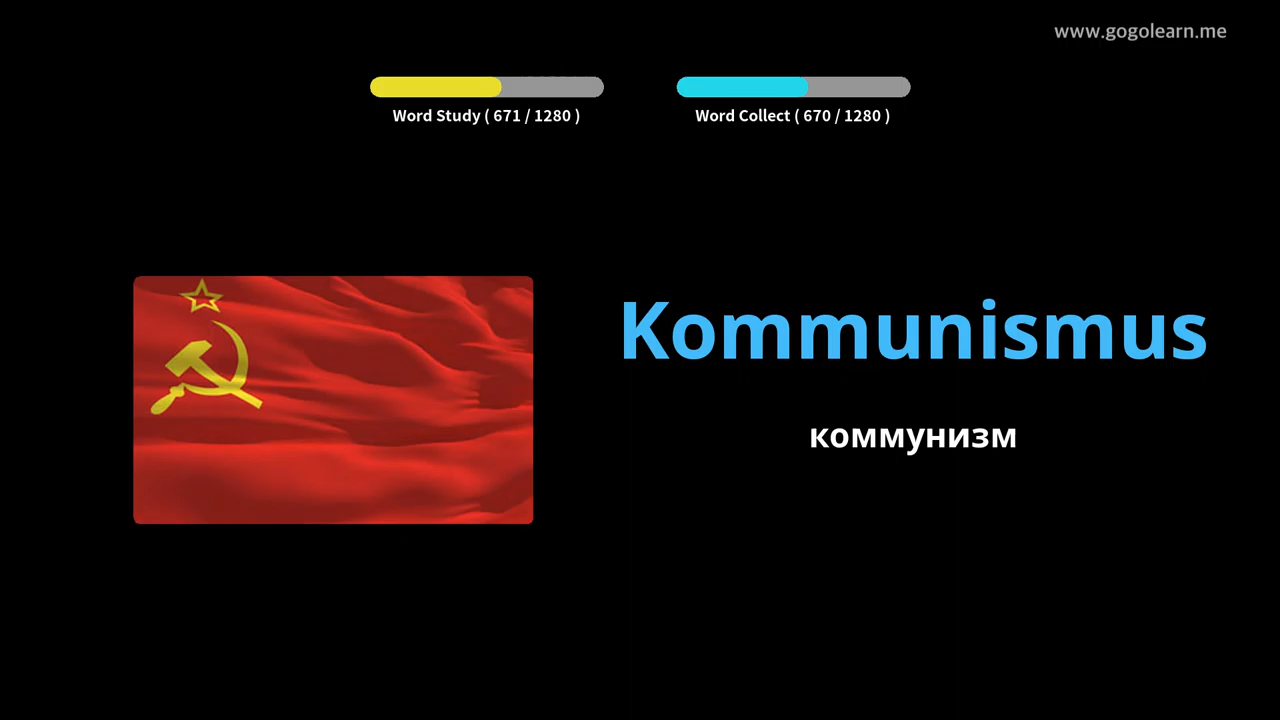 www.gogolearn.me
Word Study ( 671 / 1280 )
Word Collect ( 670 / 1280 )
Kommunismus
коммунизм